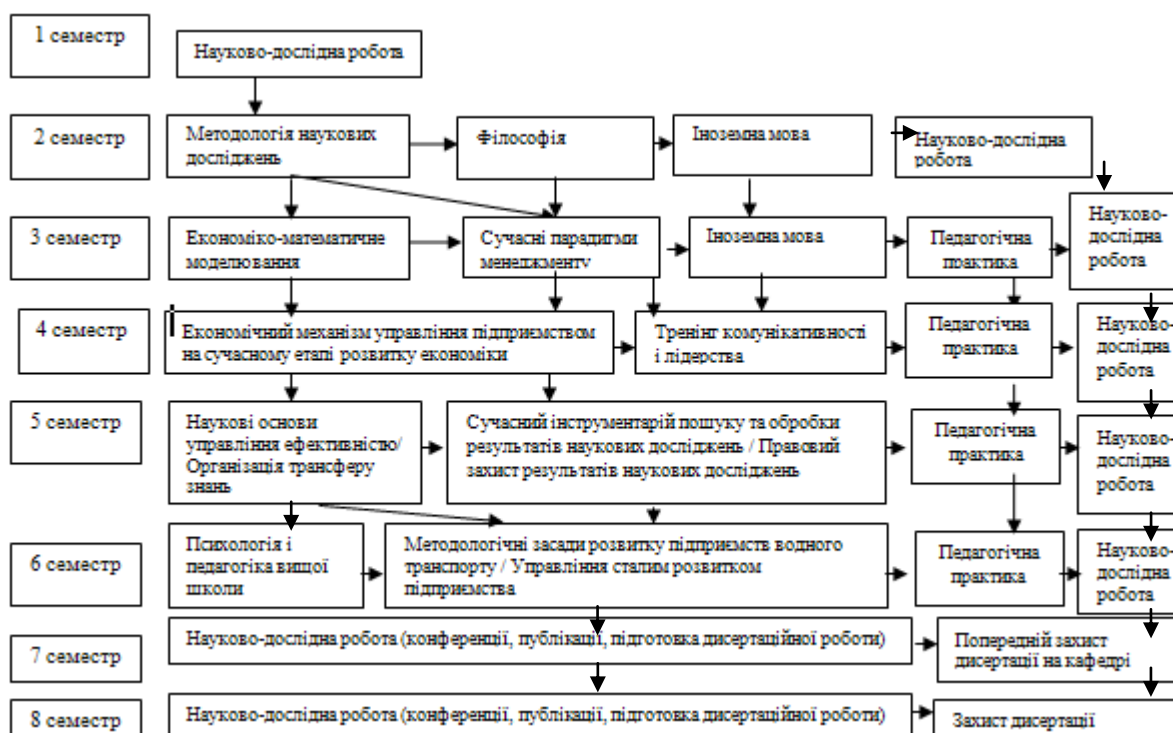 1 семестр
Науково-дослідна робота
2 семестр
Методологія наукових
досліджень
Філософія
Іноземна мова
Науково-дослідна
робота
3 семестр
Економіко-математичне
моделювання
Сучасні парадигми
менеджменту
Іноземна мова
Педагогічна
практика
Науково-
дослідна
робота
4 семестр
Економічний механізм управління підприємством
на сучасному етапі розвитку економіки
Тренінг комунікативності
і лідерства
Педагогічна
практика
Науково-
дослідна
робота
5 семестр
Наукові основи
управління ефективністю/
Організація трансферу
знань
Сучасний інструментарій пошуку та обробки
результатів наукових досліджень / Правовий
захист результатів наукових досліджень
Педагогічна
практика
Науково-
дослідна
робота
6 семестр
Психологія і
педагогіка вищої
школи
Методологічні засади розвитку підприємств водного
транспорту / Управління сталим розвитком
підприємства
Педагогічна
практика
Науково-
дослідна
робота
7 семестр
Науково-дослідна робота (конференції, публікації, підготовка дисертаційної роботи)
Попередній захист
дисертації на кафедрі
8 семестр
Науково-дослідна робота (конференції, публікації, підготовка дисертаційної роботи)
Захист дисертації